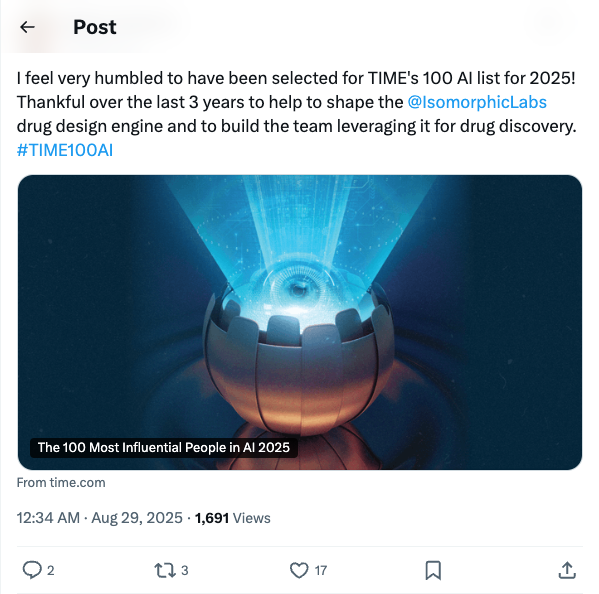 Post
I feel very humbled to have been selected for TIME's 100 AI list for 2025!
Thankful over the last 3 years to help to shape the @IsomorphicLabs
drug design engine and to build the team leveraging it for drug discovery.
#TIME100AI
The 100 Most Influential People in AI 2025
From time.com
12:34 AM · Aug 29, 2025 · 1,691 Views
2 3 17